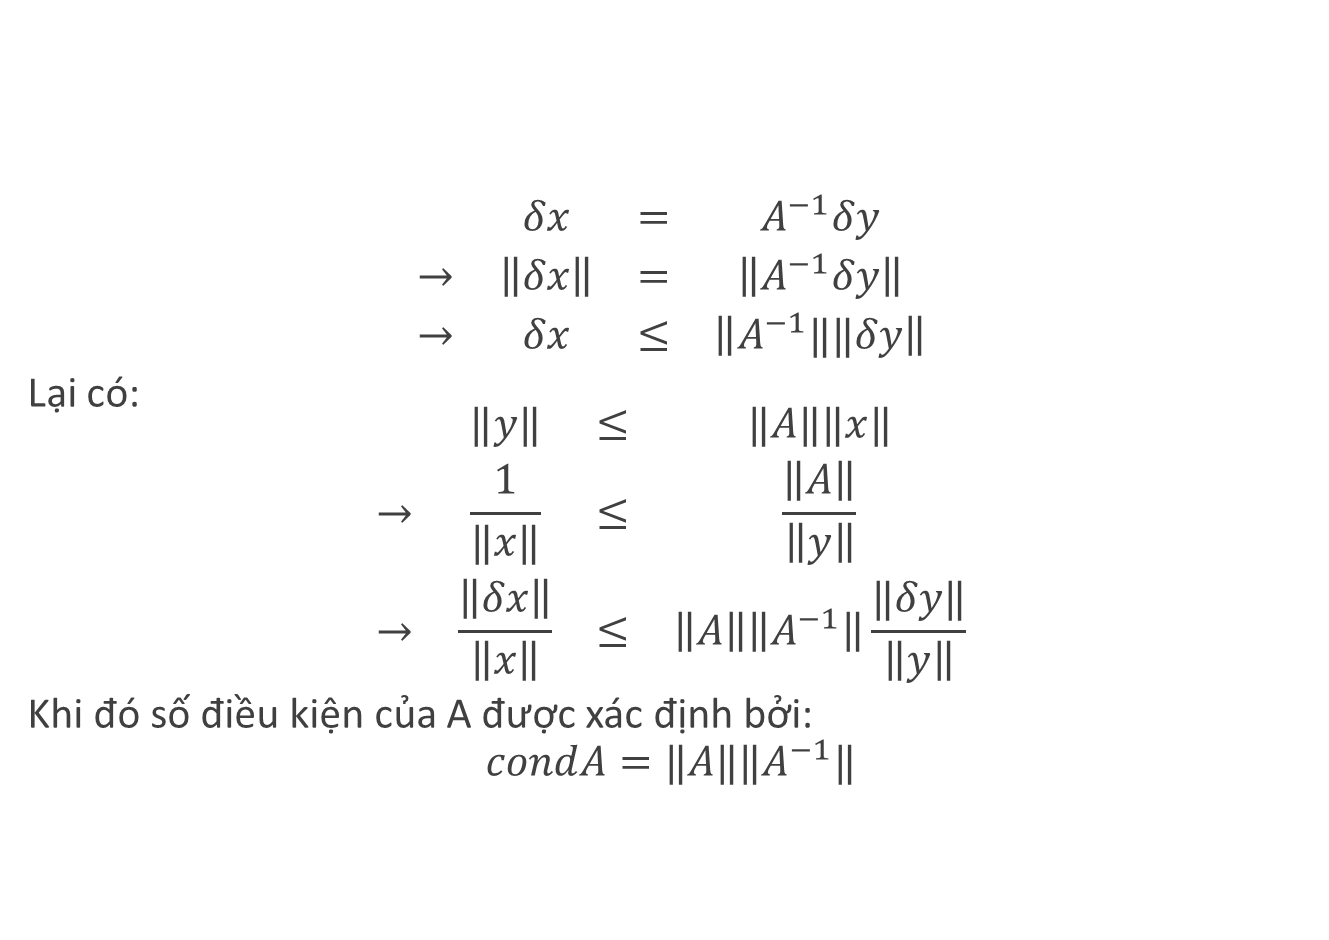 δx = A⁻¹δy
→ ‖δx‖ = ‖A⁻¹δy‖
→ δx ≤ ‖A⁻¹‖‖δy‖
Lại có:
‖y‖ ≤ ‖A‖‖x‖
→ 1/‖x‖ ≤ ‖A‖/‖y‖
→ ‖δx‖/‖x‖ ≤ ‖A‖‖A⁻¹‖ ‖δy‖/‖y‖
Khi đó số điều kiện của A được xác định bởi:
condA = ‖A‖‖A⁻¹‖